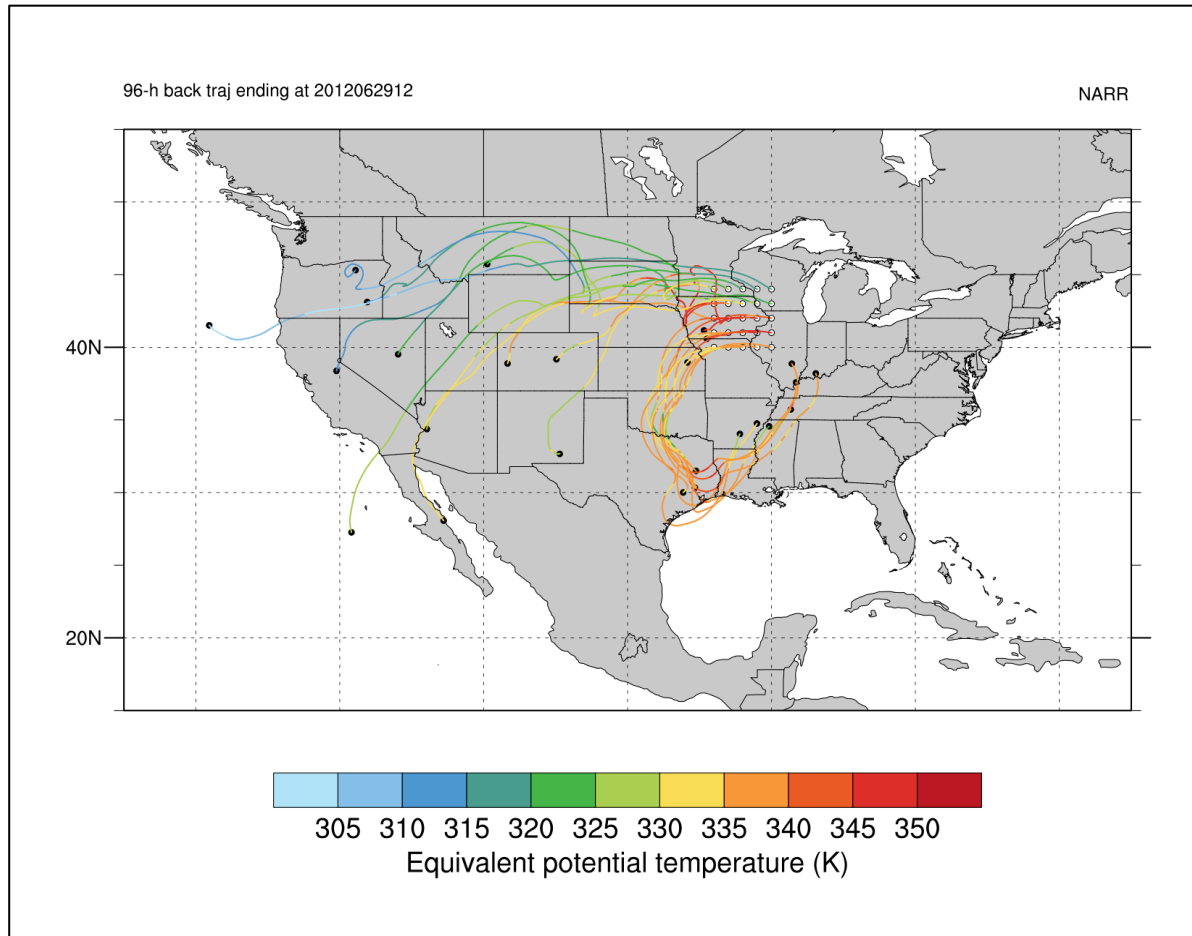 96-h back traj ending at 2012062912
NARR
40N
20N
305 310 315 320 325 330 335 340 345 350
Equivalent potential temperature (K)